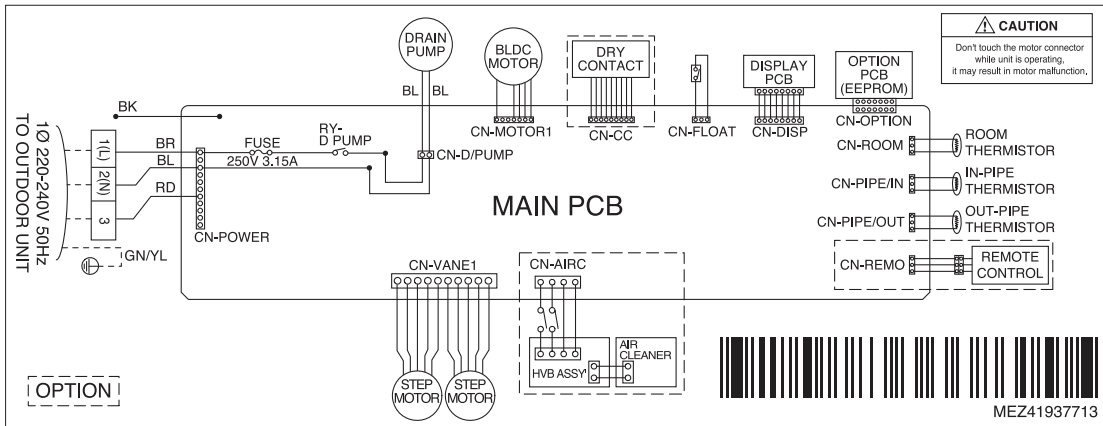 CAUTION
Don't touch the motor connector
while unit is operating,
it may result in motor malfunction.
DRAIN
PUMP
BLDC
MOTOR
DRY
CONTACT
DISPLAY
PCB
OPTION
PCB
(EEPROM)
BL
BL
BK
CN-MOTOR1
CN-CC
CN-FLOAT
CN-DISP
CN-OPTION
1Ø 220-240V 50Hz
TO OUTDOOR UNIT
1(L)
2(N)
3
BR
BL
RD
GN/YL
FUSE
250V 3.15A
RY-
D PUMP
CN-D/PUMP
CN-POWER
MAIN PCB
CN-ROOM
ROOM
THERMISTOR
CN-PIPE/IN
IN-PIPE
THERMISTOR
CN-PIPE/OUT
OUT-PIPE
THERMISTOR
CN-REMO
REMOTE
CONTROL
CN-VANE1
STEP
MOTOR
STEP
MOTOR
CN-AIRC
HVB ASSY'
AIR
CLEANER
OPTION
MEZ41937713